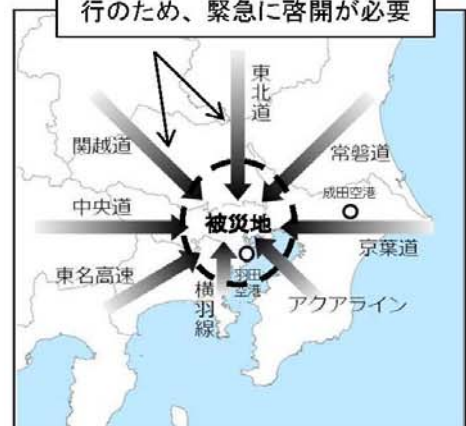 行のため、緊急に啓開が必要
東北道
関越道
常磐道
成田空港
中央道
被災地
京葉道
東名高速
横羽線
羽田
空港
アクアライン